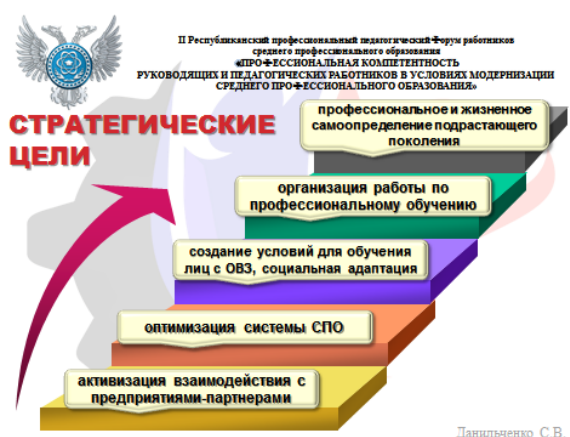 II Республиканский профессиональный педагогический Форум работников
среднего профессионального образования
«ПРОФЕССИОНАЛЬНАЯ КОМПЕТЕНТНОСТЬ
РУКОВОДЯЩИХ И ПЕДАГОГИЧЕСКИХ РАБОТНИКОВ В УСЛОВИЯХ МОДЕРНИЗАЦИИ
СРЕДНЕГО ПРОФЕССИОНАЛЬНОГО ОБРАЗОВАНИЯ»
СТРАТЕГИЧЕСКИЕ
ЦЕЛИ
профессиональное и жизненное
самоопределение подрастающего
поколения
организация работы по
профессиональному обучению
создание условий для обучения
лиц с ОВЗ, социальная адаптация
оптимизация системы СПО
активизация взаимодействия с
предприятиями-партнерами
Данильченко С.В.